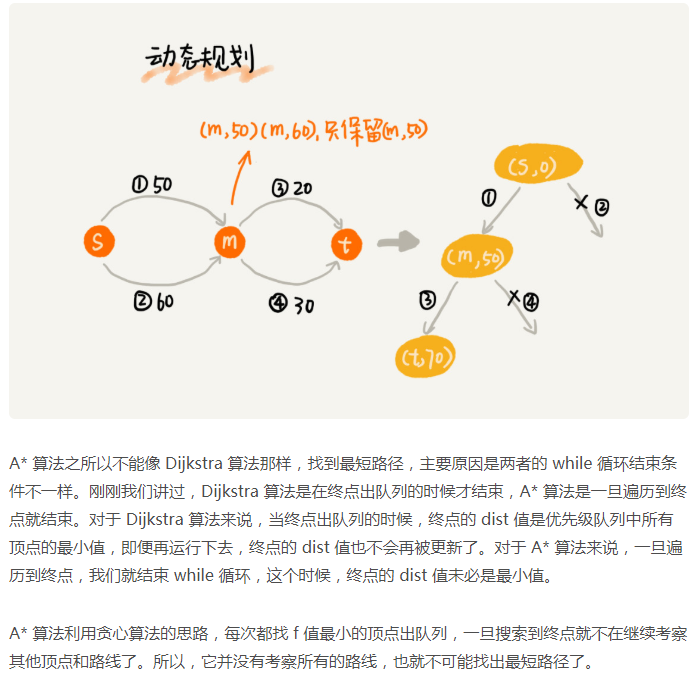 动态规划
(m,50)(m,60),只保留(m,50)
①50
③20
S
m
t
②60
④30
(S,0)
①
×②
(m,50)
③
×④
(t,70)
A* 算法之所以不能像 Dijkstra 算法那样，找到最短路径，主要原因是两者的 while 循环结束条
件不一样。刚刚我们讲过，Dijkstra 算法是在终点出队列的时候才结束，A* 算法是一旦遍历到终
点就结束。对于 Dijkstra 算法来说，当终点出队列的时候，终点的 dist 值是优先级队列中所有
顶点的最小值，即便再运行下去，终点的 dist 值也不会再被更新了。对于 A* 算法来说，一旦遍
历到终点，我们就结束 while 循环，这个时候，终点的 dist 值未必是最小值。
A* 算法利用贪心算法的思路，每次都找 f 值最小的顶点出队列，一旦搜索到终点就不在继续考察
其他顶点和路线了。所以，它并没有考察所有的路线，也就不可能找出最短路径了。